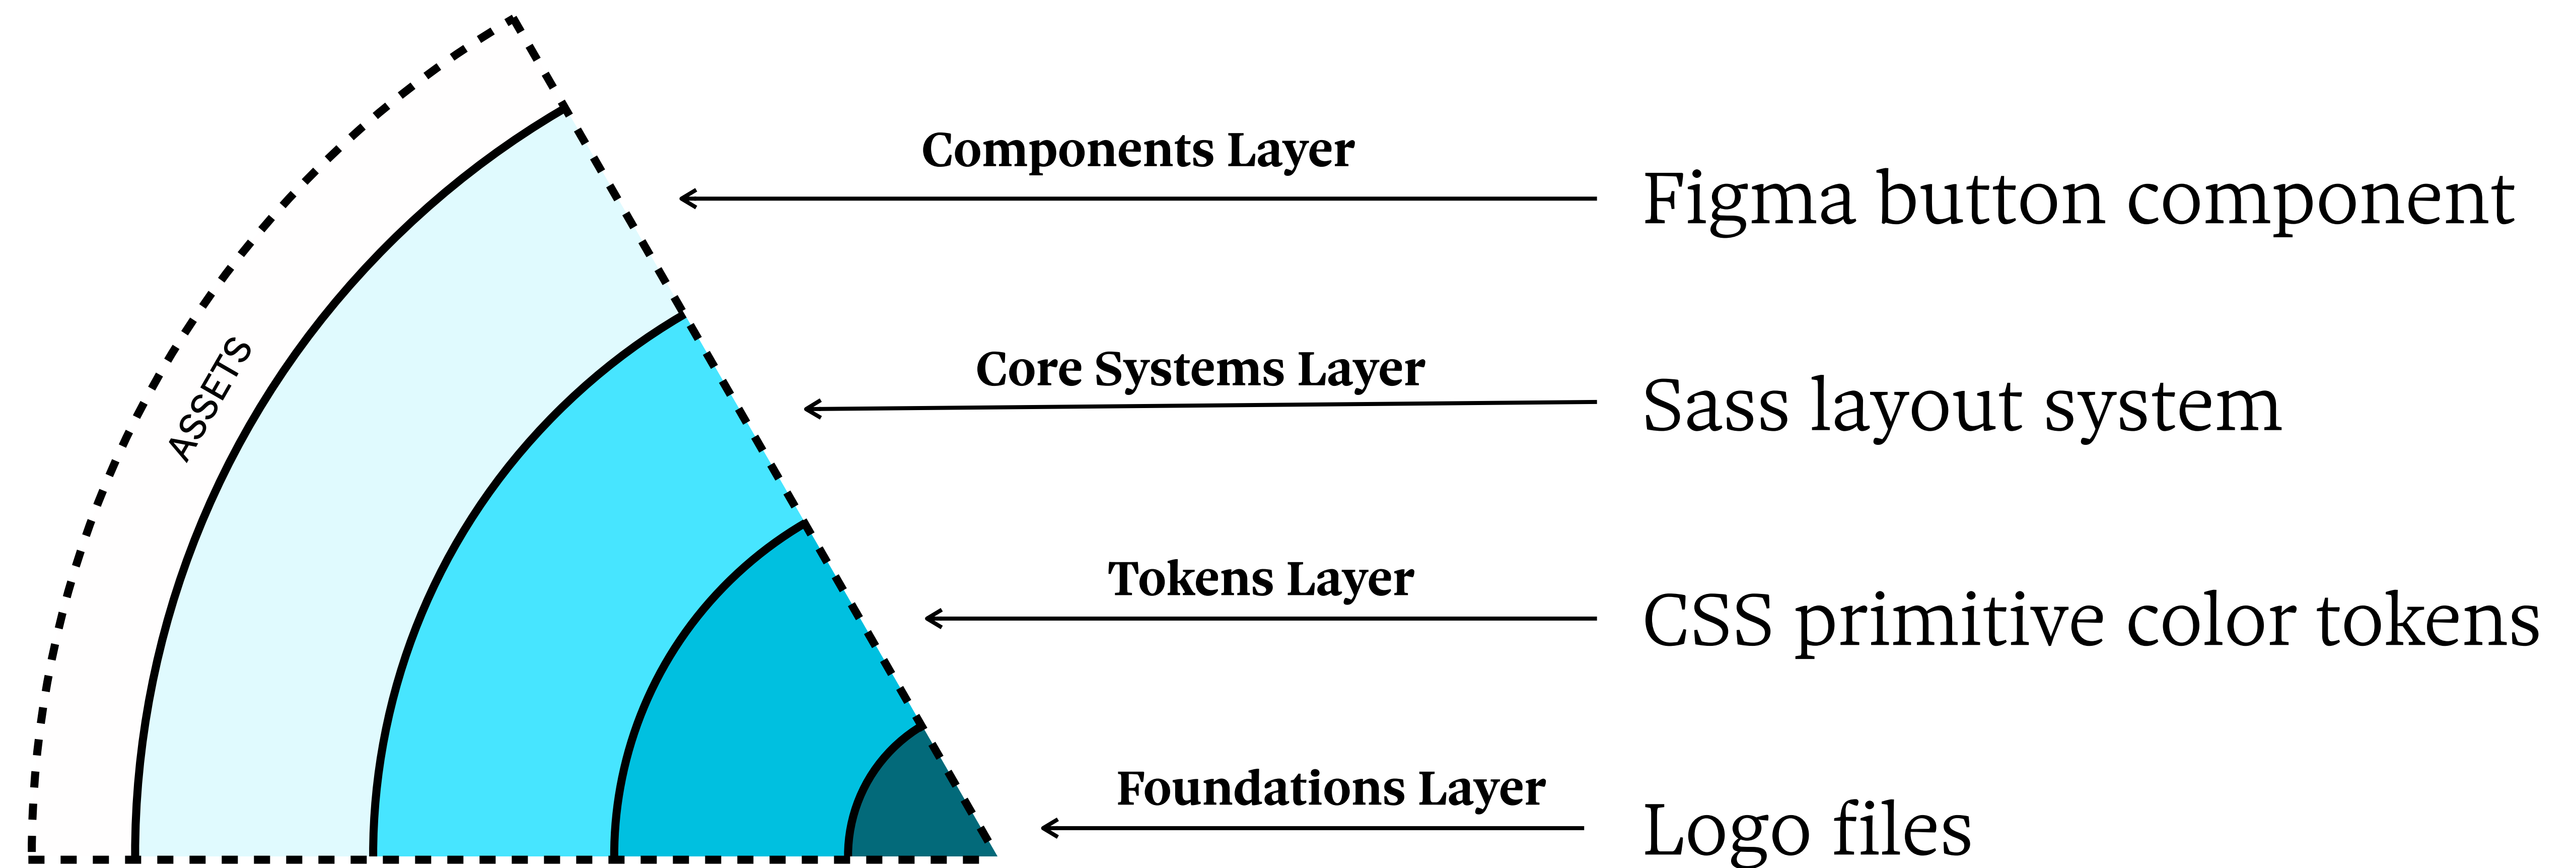 Components Layer
Figma button component
ASSETS
Core Systems Layer
Sass layout system
Tokens Layer
CSS primitive color tokens
Foundations Layer
Logo files